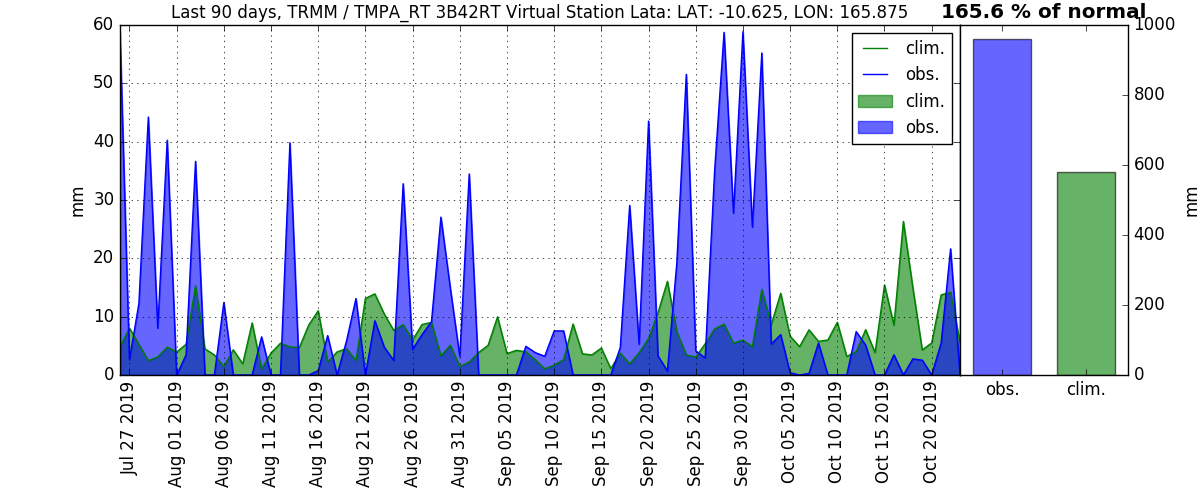 Last 90 days, TRMM / TMPA_RT 3B42RT Virtual Station Lata: LAT: -10.625, LON: 165.875
165.6 % of normal
60
50
40
30
20
10
0
mm
clim.
obs.
clim.
obs.
1000
800
600
400
200
0
mm
Jul 27 2019
Aug 01 2019
Aug 06 2019
Aug 11 2019
Aug 16 2019
Aug 21 2019
Aug 26 2019
Aug 31 2019
Sep 05 2019
Sep 10 2019
Sep 15 2019
Sep 20 2019
Sep 25 2019
Sep 30 2019
Oct 05 2019
Oct 10 2019
Oct 15 2019
Oct 20 2019
obs.
clim.